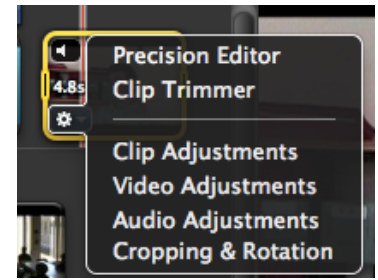 Precision Editor
4.8s
Clip Trimmer
Clip Adjustments
Video Adjustments
Audio Adjustments
Cropping & Rotation